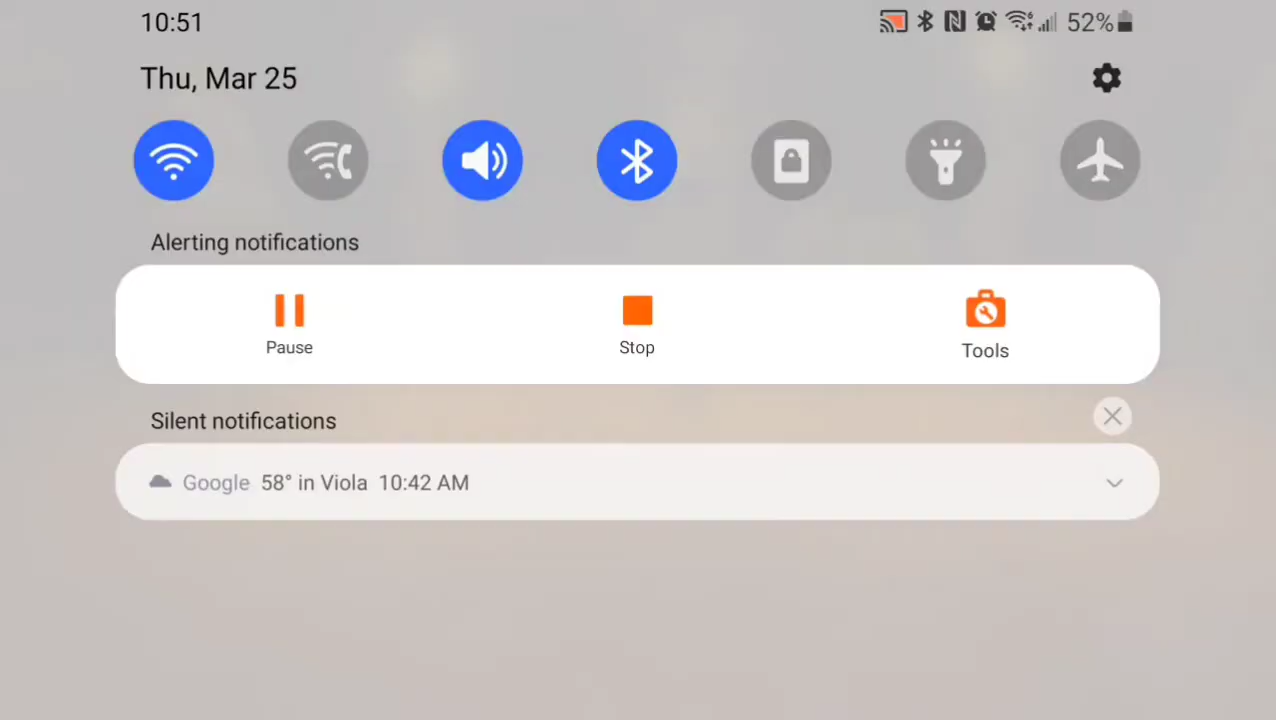 10:51 52%
Thu, Mar 25
Alerting notifications
Pause Stop Tools
Silent notifications
Google 58° in Viola 10:42 AM